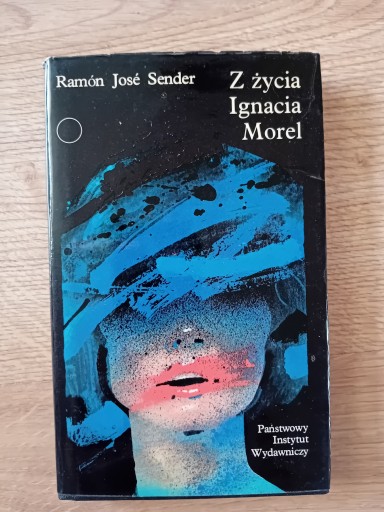 Ramón José Sender
Z życia
Ignacia
Morel
Państwowy
Instytut
Wydawniczy